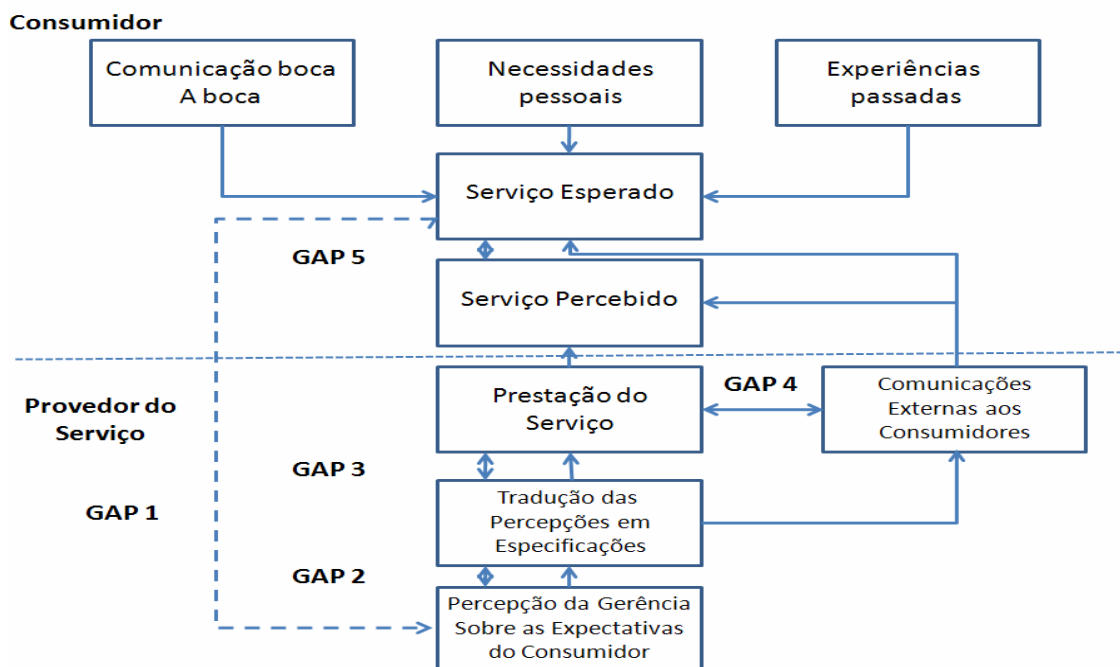 Consumidor
Comunicação boca
A boca
Necessidades
pessoais
Experiências
passadas
Serviço Esperado
GAP 5
Serviço Percebido
Provedor do
Serviço
Prestação do
Serviço
GAP 4
Comunicações
Externas aos
Consumidores
GAP 3
GAP 1
Tradução das
Percepções em
Especificações
GAP 2
Percepção da Gerência
Sobre as Expectativas
do Consumidor